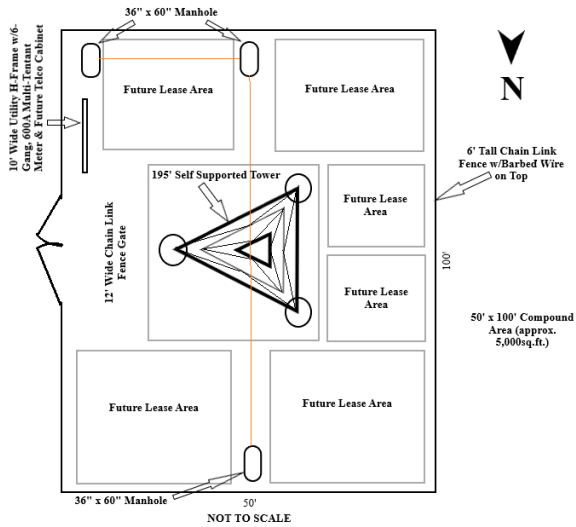 36" x 60" Manhole
10' Wide Utility H-Frame w/6-
Gang, 600A Multi-Tentant
Meter & Future Telco Cabinet
Future Lease Area
Future Lease Area
N
6' Tall Chain Link
Fence w/Barbed Wire
on Top
195' Self Supported Tower
Future Lease
Area
12' Wide Chain Link
Fence Gate
100'
Future Lease
Area
50' x 100' Compound
Area (approx.
5,000sq.ft.)
Future Lease Area
Future Lease Area
36" x 60" Manhole
50'
NOT TO SCALE